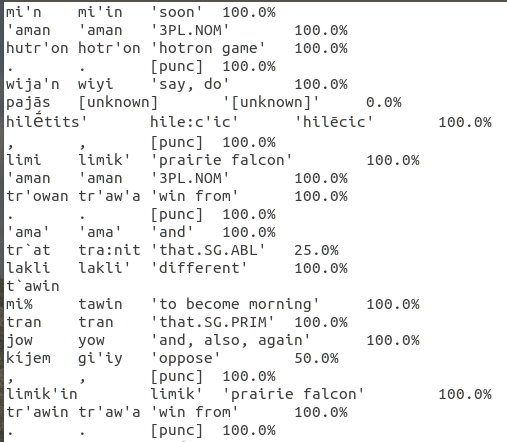 mi'n mi'in 'soon' 100.0%
'aman 'aman '3PL.NOM' 100.0%
hutr'on hotr'on 'hotron game' 100.0%
. . [punc] 100.0%
wija'n wiyi 'say, do' 100.0%
pajās [unknown] '[unknown]' 0.0%
hilḗtits' hile:c'ic' 'hilēcic' 100.0%
, , [punc] 100.0%
limi limik' 'prairie falcon' 100.0%
'aman 'aman '3PL.NOM' 100.0%
tr'owan tr'aw'a 'win from' 100.0%
. . [punc] 100.0%
'ama' 'ama' 'and' 100.0%
tr`at tra:nit 'that.SG.ABL' 25.0%
lakli lakli' 'different' 100.0%
t`awin
mi% tawin 'to become morning' 100.0%
tran tran 'that.SG.PRIM' 100.0%
jow yow 'and, also, again' 100.0%
kíjem gi'iy 'oppose' 50.0%
, , [punc] 100.0%
limik'in limik' 'prairie falcon' 100.0%
tr'awin tr'aw'a 'win from' 100.0%
. . [punc] 100.0%